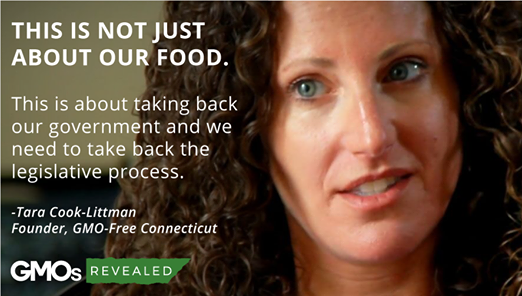 THIS IS NOT JUST
ABOUT OUR FOOD.
This is about taking back
our government and we
need to take back the
legislative process.
-Tara Cook-Littman
Founder, GMO-Free Connecticut
GMOs REVEALED